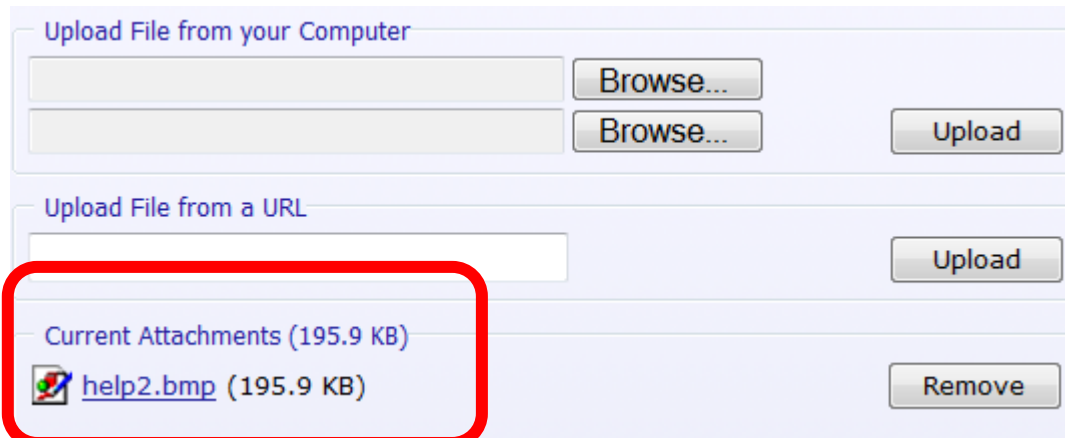 Upload File from your Computer
Browse...
Browse...
Upload
Upload File from a URL
Upload
Current Attachments (195.9 KB)
help2.bmp (195.9 KB)
Remove